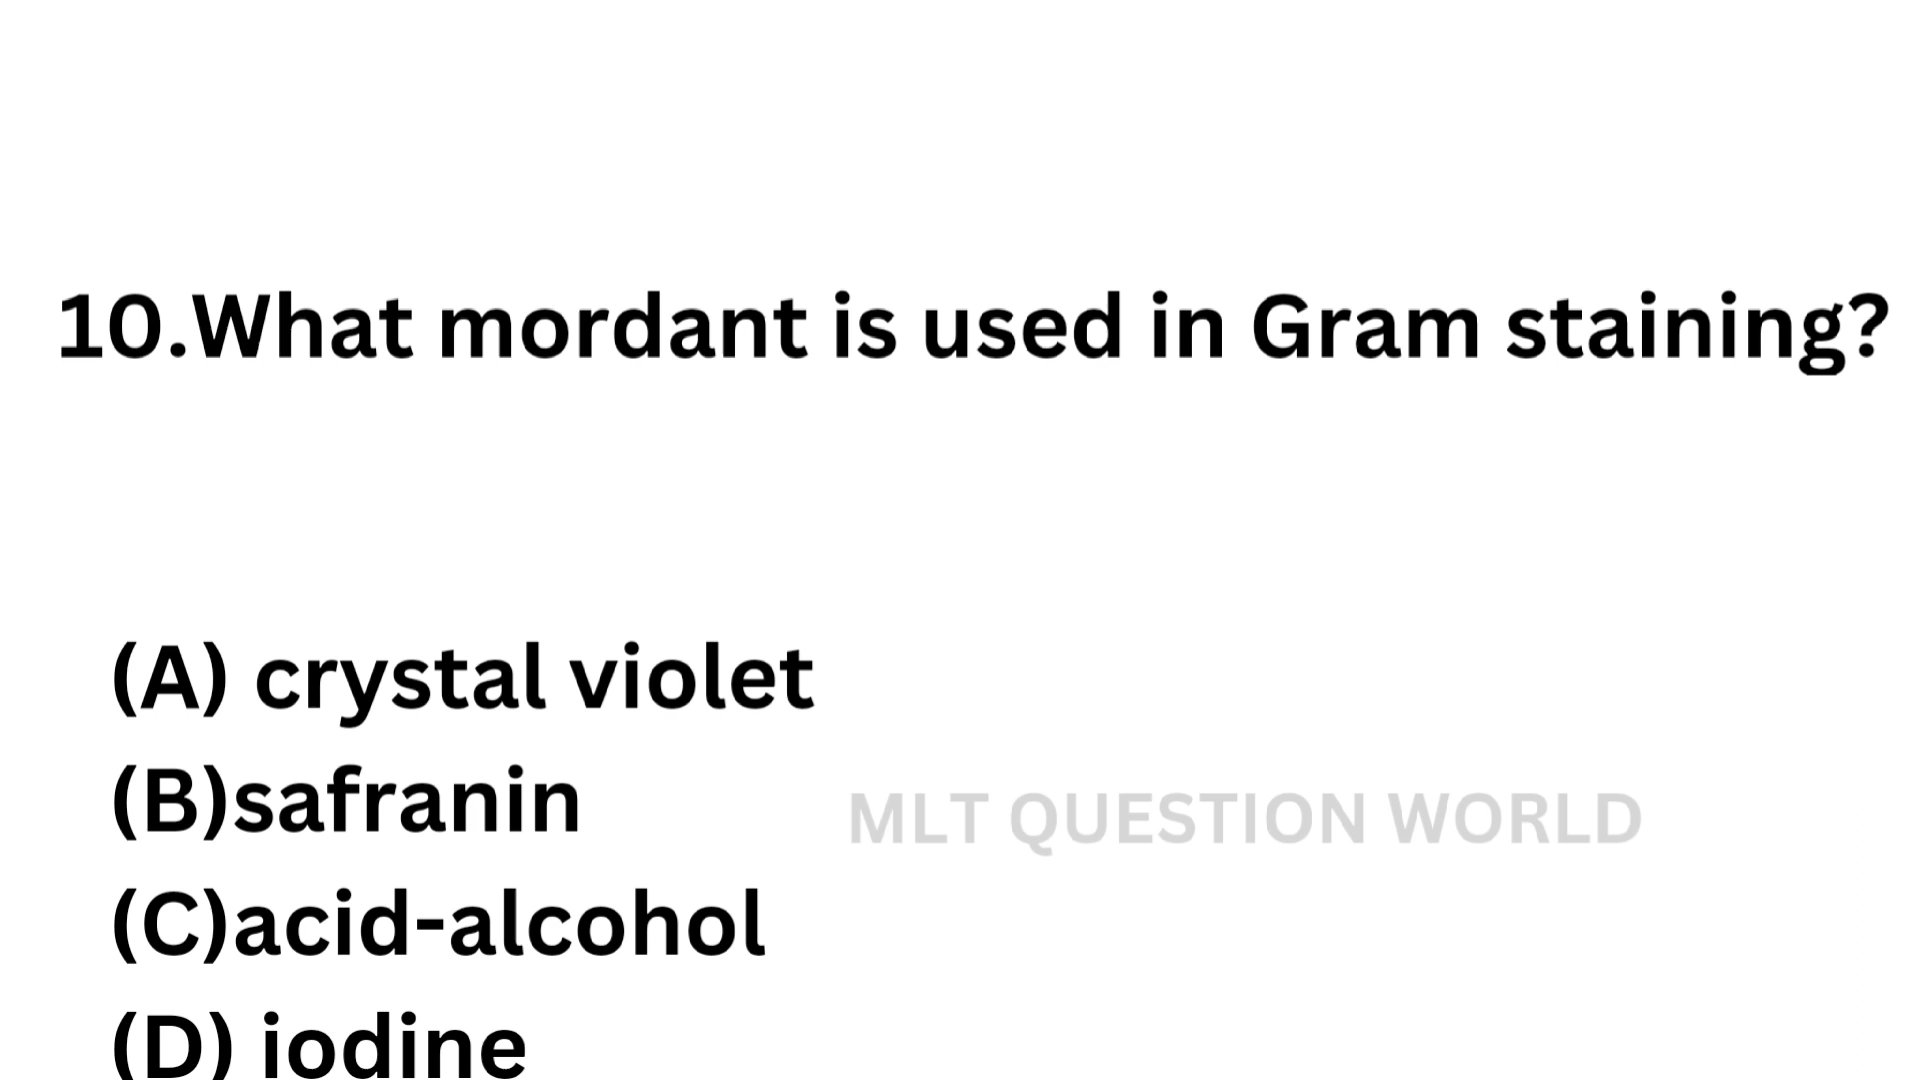 10.What mordant is used in Gram staining?
(A) crystal violet
(B)safranin
MLT QUESTION WORLD
(C)acid-alcohol
(D) iodine